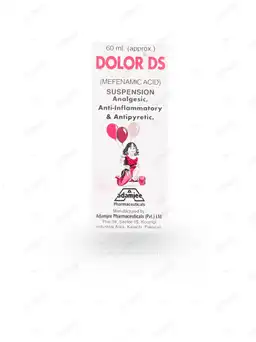 60 ml. (approx.)
DOLOR DS
(MEFENAMIC ACID)
SUSPENSION
Analgesic,
Anti-Inflammatory
& Antipyretic.
adamjee
Pharmaceuticals
Manufactured by
Adamjee Pharmaceuticals (Pvt.) Ltd
Karachi Pakistan